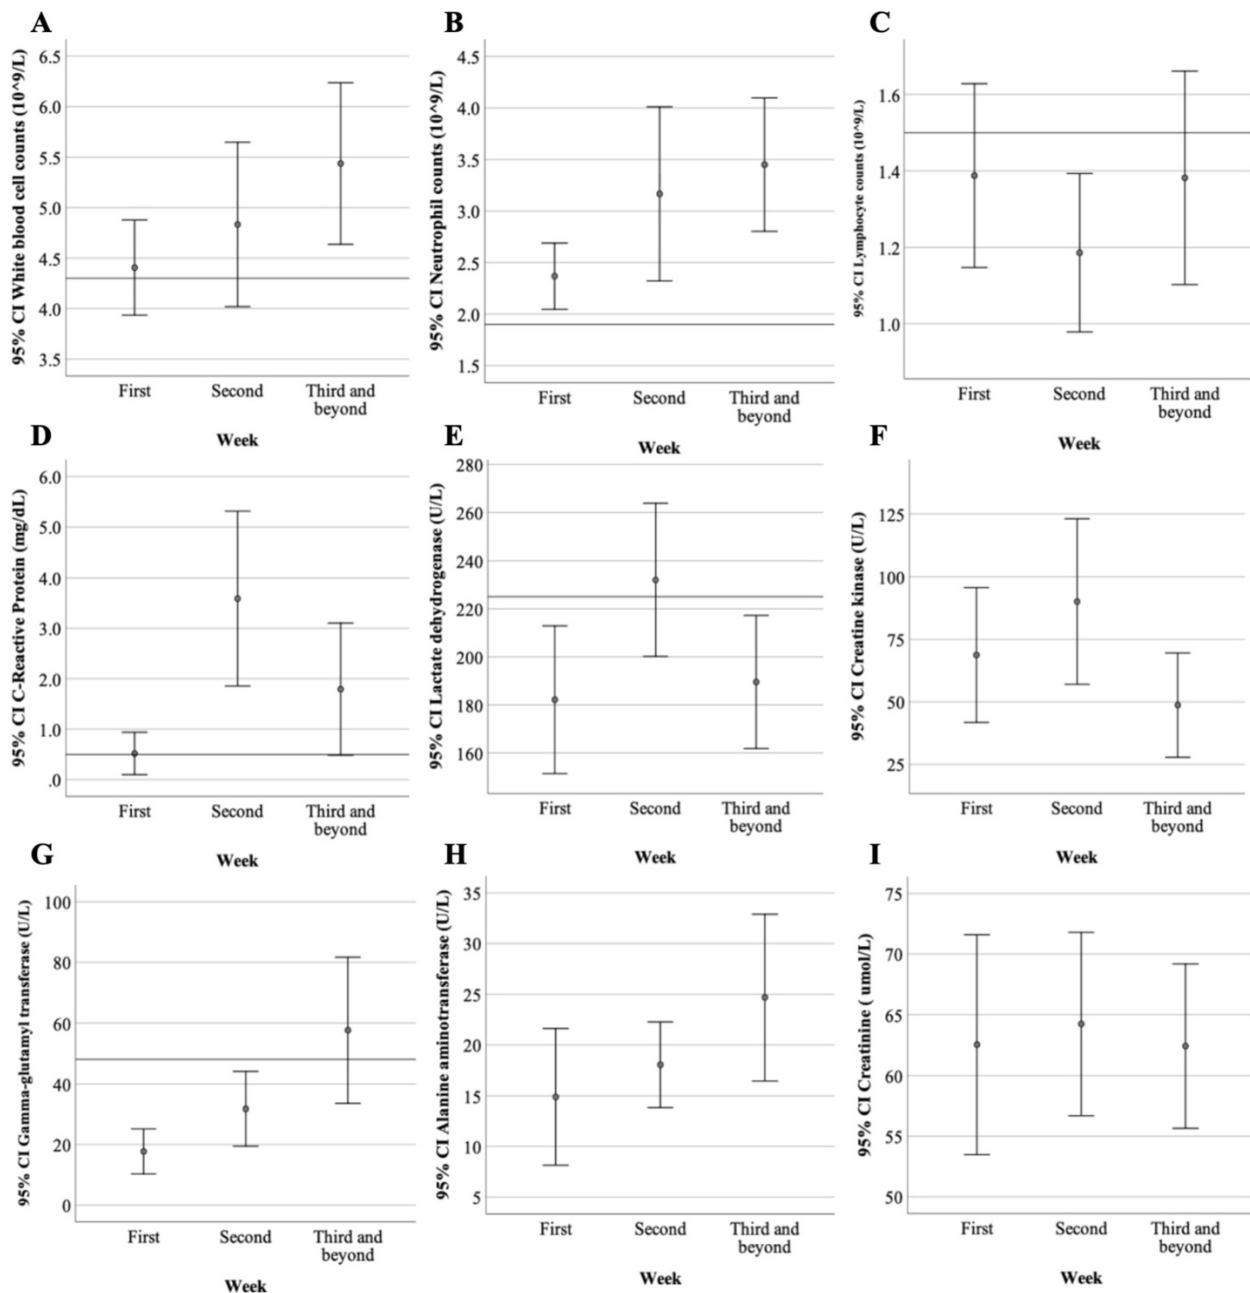 A
95% CI White blood cell counts (10^9/L)
6.5
6.0
5.5
5.0
4.5
4.0
3.5
First
Second
Third and
beyond
Week
B
95% CI Neutrophil counts (10^9/L)
4.5
4.0
3.5
3.0
2.5
2.0
1.5
First
Second
Third and
beyond
Week
C
95% CI Lymphocyte counts (10^9/L)
1.6
1.4
1.2
1.0
First
Second
Third and
beyond
Week
D
95% CI C-Reactive Protein (mg/dL)
6.0
5.0
4.0
3.0
2.0
1.0
.0
First
Second
Third and
beyond
Week
E
95% CI Lactate dehydrogenase (U/L)
280
260
240
220
200
180
160
First
Second
Third and
beyond
Week
F
95% CI Creatine kinase (U/L)
125
100
75
50
25
First
Second
Third and
beyond
Week
G
95% CI Gamma-glutamyl transferase (U/L)
100
80
60
40
20
0
First
Second
Third and
beyond
Week
H
95% CI Alanine aminotransferase (U/L)
35
30
25
20
15
10
5
First
Second
Third and
beyond
Week
I
95% CI Creatinine ( umol/L)
75
70
65
60
55
50
First
Second
Third and
beyond
Week